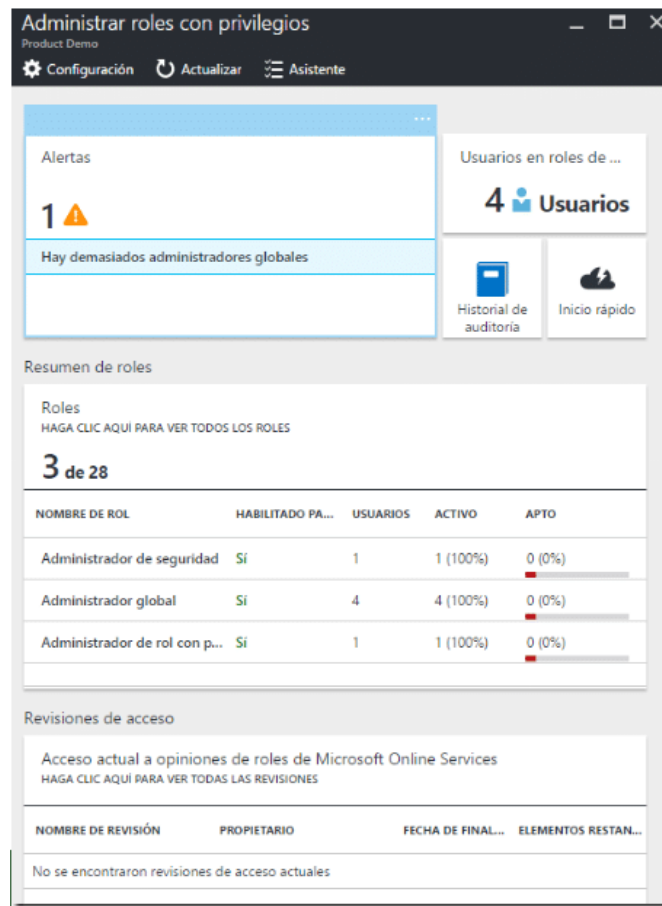 Administrar roles con privilegios
Product Demo
Configuración Actualizar Asistente
Alertas
1
Hay demasiados administradores globales
Usuarios en roles de ...
4 Usuarios
Historial de
auditoría
Inicio rápido
Resumen de roles
Roles
HAGA CLIC AQUÍ PARA VER TODOS LOS ROLES
3 de 28
NOMBRE DE ROL HABILITADO PA... USUARIOS ACTIVO APTO
Administrador de seguridad Sí 1 1 (100%) 0 (0%)
Administrador global Sí 4 4 (100%) 0 (0%)
Administrador de rol con p... Sí 1 1 (100%) 0 (0%)
Revisiones de acceso
Acceso actual a opiniones de roles de Microsoft Online Services
HAGA CLIC AQUÍ PARA VER TODAS LAS REVISIONES
NOMBRE DE REVISIÓN PROPIETARIO FECHA DE FINAL... ELEMENTOS RESTAN...
No se encontraron revisiones de acceso actuales